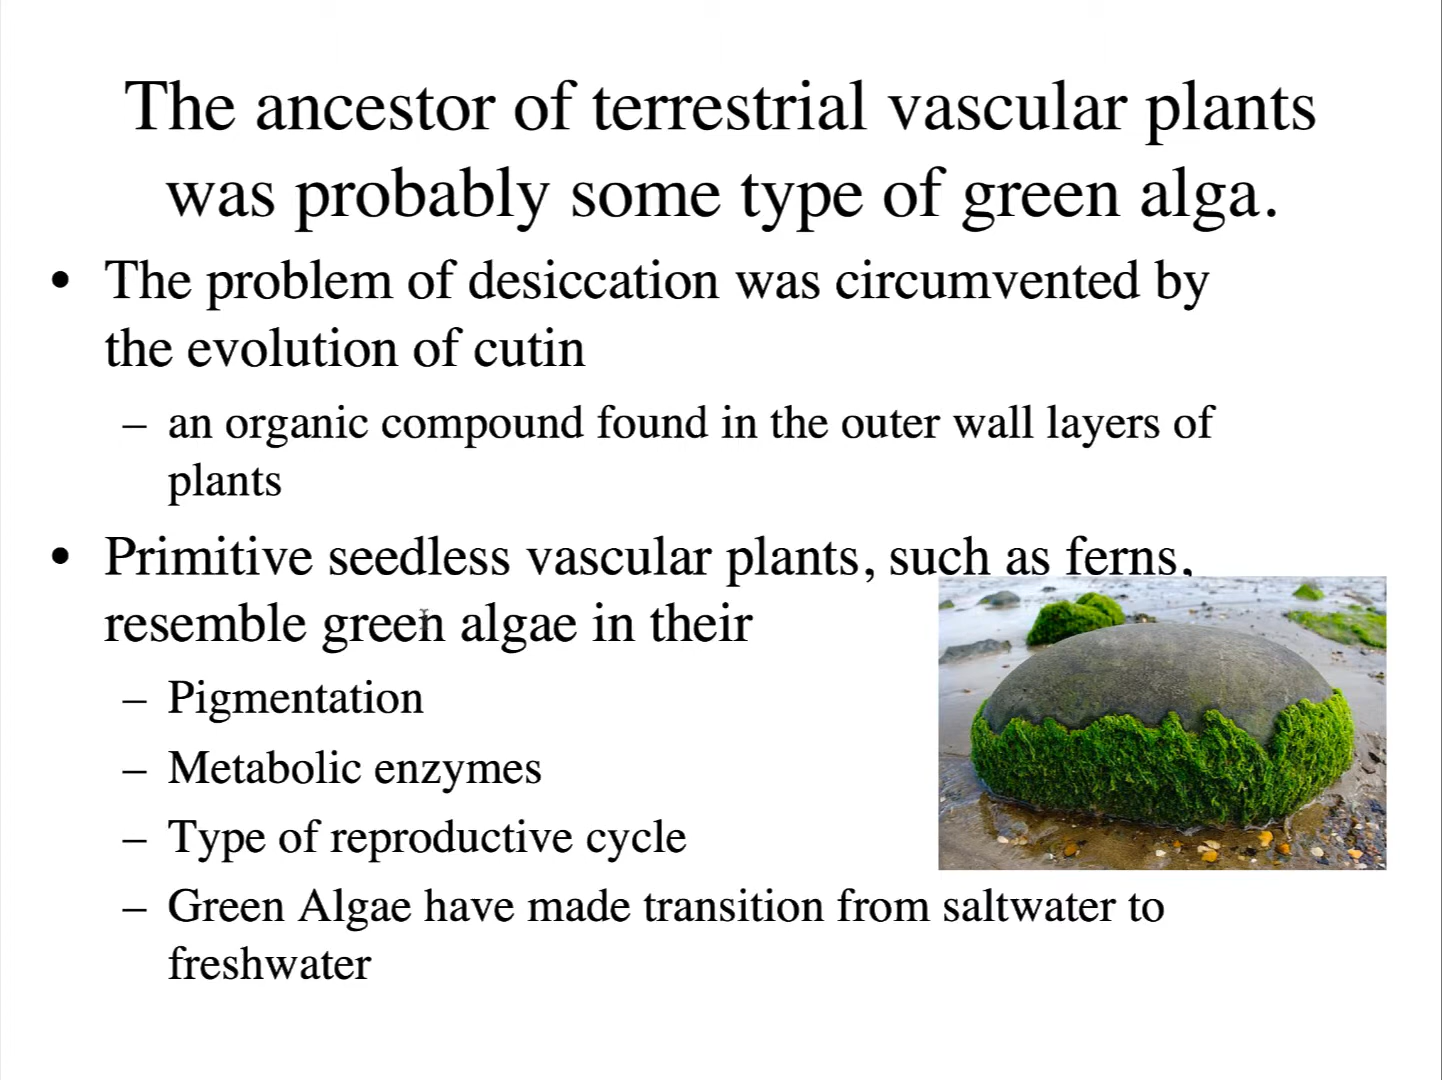 The ancestor of terrestrial vascular plants
was probably some type of green alga.
• The problem of desiccation was circumvented by
the evolution of cutin
– an organic compound found in the outer wall layers of
plants
• Primitive seedless vascular plants, such as ferns,
resemble green algae in their
– Pigmentation
– Metabolic enzymes
– Type of reproductive cycle
– Green Algae have made transition from saltwater to
freshwater